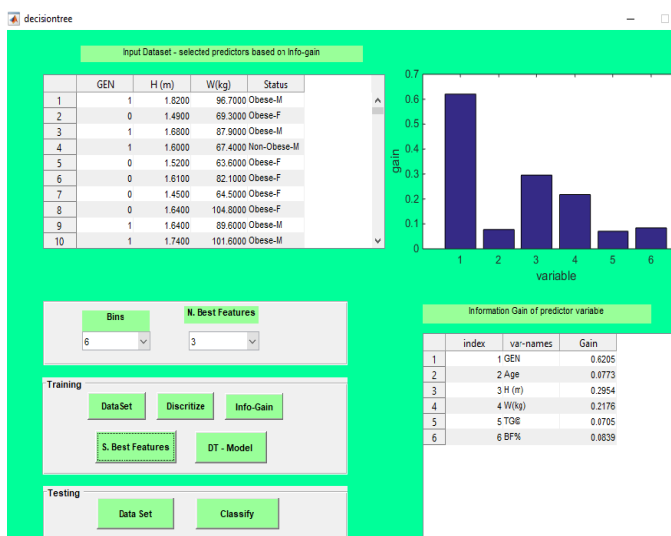 decisiontree
Input Dataset - selected predictors based on Info-gain
GEN H (m) W(kg) Status
1 1 1.8200 96.7000 Obese-M
2 0 1.4900 69.3000 Obese-F
3 1 1.6800 87.9000 Obese-M
4 1 1.6000 67.4000 Non-Obese-M
5 0 1.5200 63.6000 Obese-F
6 0 1.6100 82.1000 Obese-F
7 0 1.4500 64.5000 Obese-F
8 0 1.6400 104.8000 Obese-F
9 1 1.6400 89.6000 Obese-M
10 1 1.7400 101.6000 Obese-M
0.7
0.6
0.5
0.4
0.3
0.2
0.1
0
gain
1 2 3 4 5 6
variable
Bins
N. Best Features
6
3
Information Gain of predictor variable
index var-names Gain
1 1 GEN 0.6205
2 2 Age 0.0773
3 3 H (m) 0.2954
4 4 W(kg) 0.2176
5 5 0.0705
6 6 BF% 0.0839
Training
DataSet
Discritize
Info-Gain
S. Best Features
DT - Model
Testing
Data Set
Classify